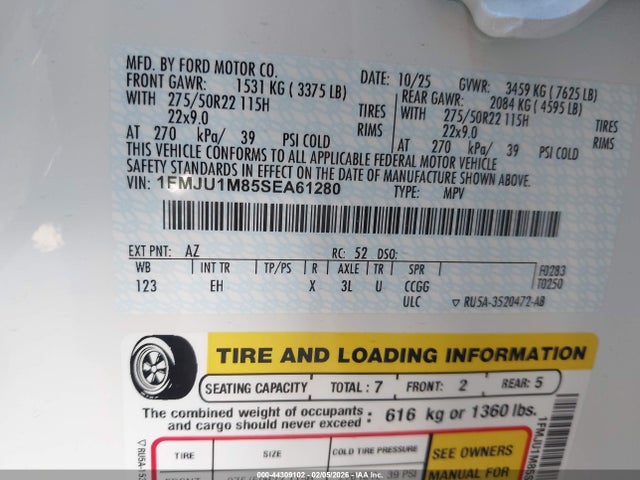 MFD. BY FORD MOTOR CO. DATE: 10/25 GVWR: 3459 KG (7625 LB)
FRONT GAWR: 1531 KG (3375 LB) REAR GAWR: 2084 KG (4595 LB)
WITH 275/50R22 115H TIRES WITH 275/50R22 115H TIRES
22x9.0 RIMS 22x9.0 RIMS
AT 270 kPa/ 39 PSI COLD AT 270 kPa/ 39 PSI COLD
THIS VEHICLE CONFORMS TO ALL APPLICABLE FEDERAL MOTOR VEHICLE
SAFETY STANDARDS IN EFFECT ON THE DATE OF MANUFACTURE SHOWN ABOVE.
VIN: 1FMJU1M85SEA61280 TYPE: MPV
EXT PNT: AZ RC: 52 DSO:
WB INT TR TP/PS R AXLE TR SPR F0283
123 EH X 3L U CCGG T0250
ULC ▽ RU5A-3520472-AB
TIRE AND LOADING INFORMATION
SEATING CAPACITY TOTAL: 7 FRONT: 2 REAR: 5
The combined weight of occupants
and cargo should never exceed: 616 kg or 1360 lbs.
TIRE SIZE COLD TIRE PRESSURE SEE OWNERS
MANUAL FOR
39 PSI
000-44309102 - 02/05/2026 - IAAI Holdings, LLC